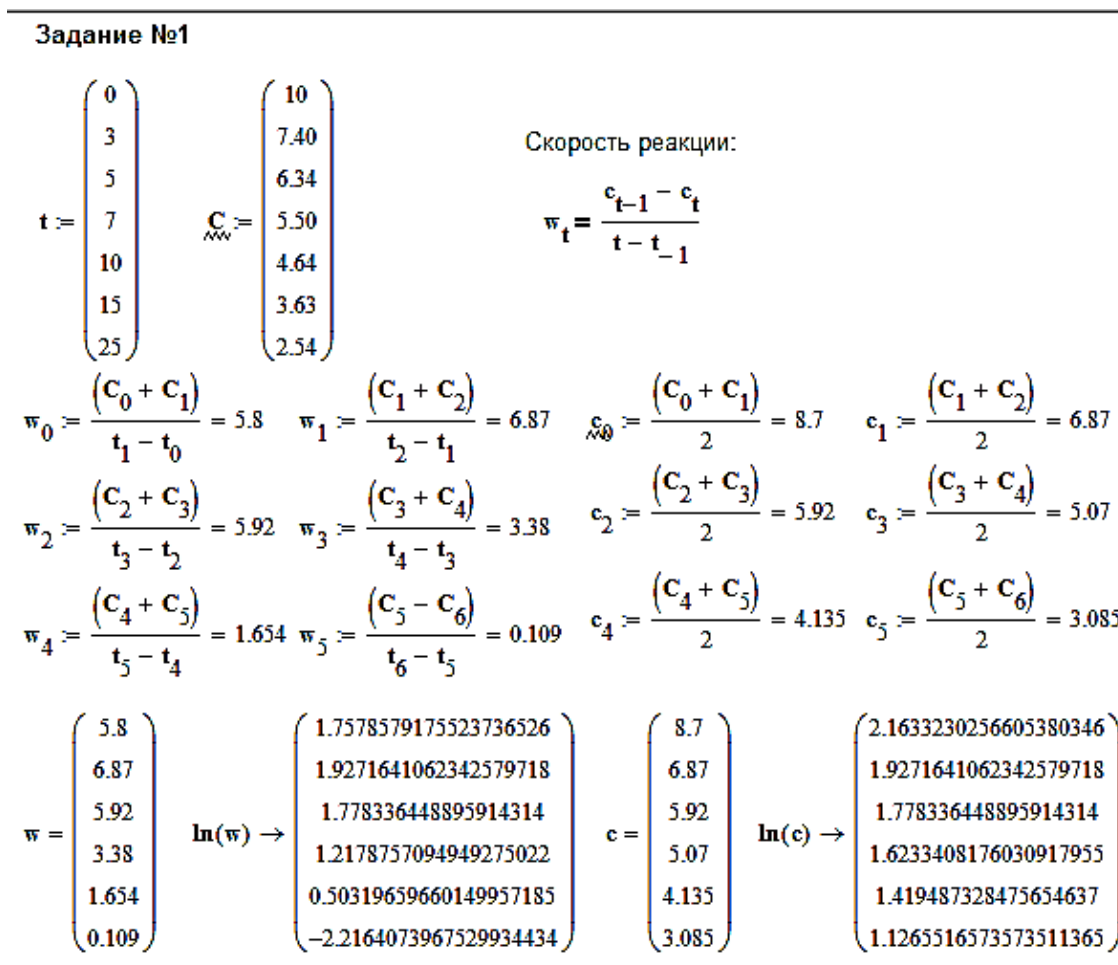 Задание №1
t := (0 3 5 7 10 15 25) C := (10 7.40 6.34 5.50 4.64 3.63 2.54)
Скорость реакции:
w_t = (c_{t-1} − c_t) / (t − t_{−1})
w_0 := (C_0 + C_1) / (t_1 − t_0) = 5.8 w_1 := (C_1 + C_2) / (t_2 − t_1) = 6.87 c_0 := (C_0 + C_1) / 2 = 8.7 c_1 := (C_1 + C_2) / 2 = 6.87
w_2 := (C_2 + C_3) / (t_3 − t_2) = 5.92 w_3 := (C_3 + C_4) / (t_4 − t_3) = 3.38 c_2 := (C_2 + C_3) / 2 = 5.92 c_3 := (C_3 + C_4) / 2 = 5.07
w_4 := (C_4 + C_5) / (t_5 − t_4) = 1.654 w_5 := (C_5 − C_6) / (t_6 − t_5) = 0.109 c_4 := (C_4 + C_5) / 2 = 4.135 c_5 := (C_5 + C_6) / 2 = 3.085
w = (5.8 6.87 5.92 3.38 1.654 0.109) ln(w) → (1.7578579175523736526 1.9271641062342579718 1.778336448895914314 1.2178757094949275022 0.503196596660149957185 −2.2164073967529934434) c = (8.7 6.87 5.92 5.07 4.135 3.085) ln(c) → (2.1633230256605380346 1.9271641062342579718 1.778336448895914314 1.6233408176030917955 1.419487328475654637 1.1265516573573511365)